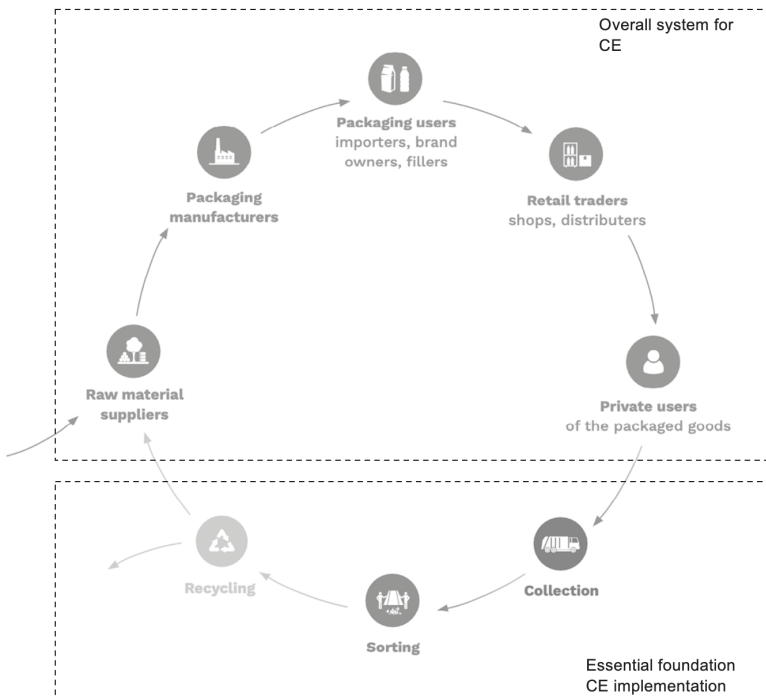 Overall system for
CE
Packaging users
importers, brand
owners, fillers
Packaging
manufacturers
Retail traders
shops, distributers
Raw material
suppliers
Private users
of the packaged goods
Collection
Recycling
Sorting
Essential foundation
CE implementation